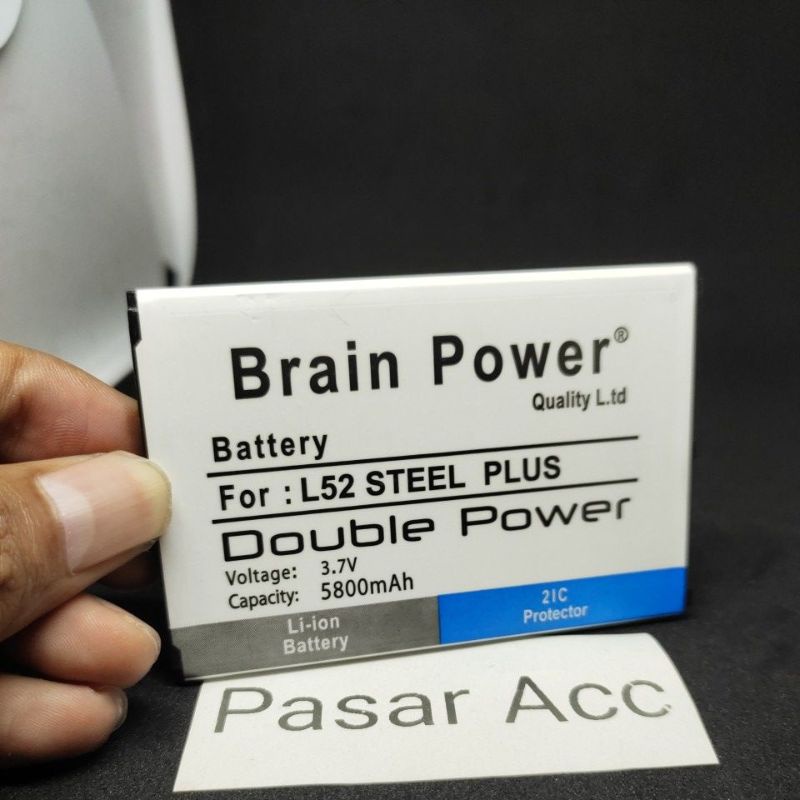 Brain Power®
Quality L.td
Battery
For : L52 STEEL PLUS
Double Power
Voltage: 3.7V
Capacity: 5800mAh
Li-ion
Battery
2IC
Protector
Pasar Acc